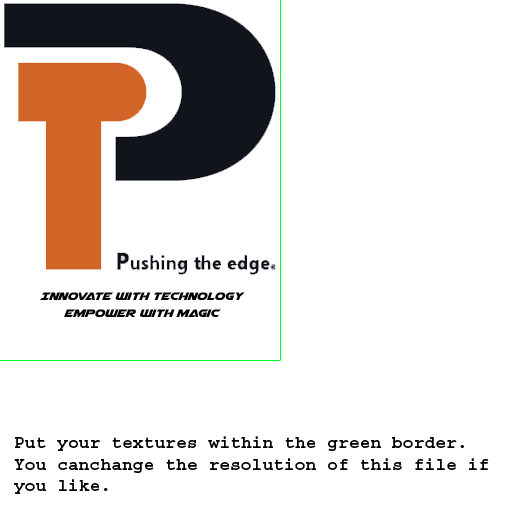 Pushing the edge.®
INNOVATE WITH TECHNOLOGY
EMPOWER WITH MAGIC
Put your textures within the green border.
You canchange the resolution of this file if
you like.